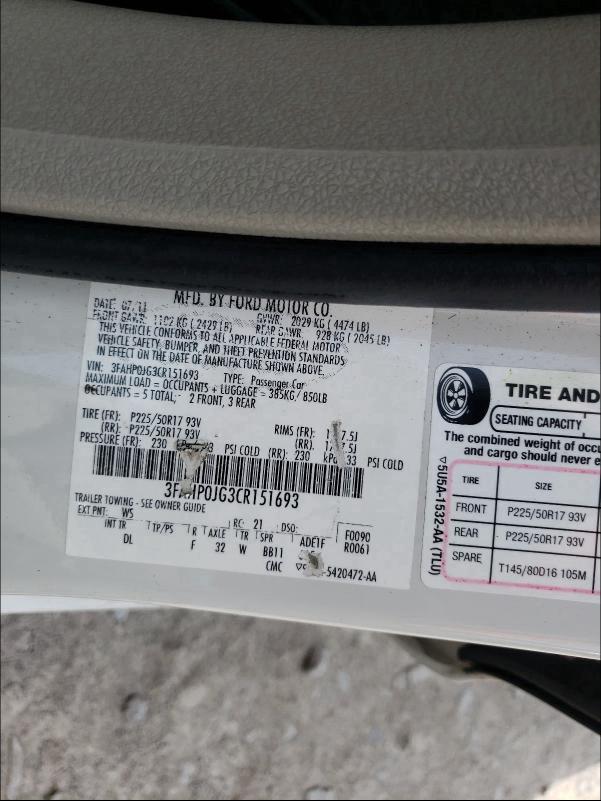 MFD. BY FORD MOTOR CO.
DATE: 07/11 GVWR: 2029 KG ( 4474 LB)
FRONT GAWR: 1102 KG ( 2429 LB) REAR GAWR: 928 KG ( 2045 LB)
THIS VEHICLE CONFORMS TO ALL APPLICABLE FEDERAL MOTOR
VEHICLE SAFETY, BUMPER, AND THEFT PREVENTION STANDARDS
IN EFFECT ON THE DATE OF MANUFACTURE SHOWN ABOVE.
VIN: 3FAHP0JG3CR151693 TYPE: Passenger Car
MAXIMUM LOAD = OCCUPANTS + LUGGAGE = 385KG/ 850LB
OCCUPANTS = 5 TOTAL; 2 FRONT, 3 REAR
TIRE (FR): P225/50R17 93V RIMS (FR):
(RR): P225/50R17 93V (RR):
PRESSURE (FR): 230 PSI COLD (RR): 230 33 PSI COLD
3FAHP0JG3CR151693
TRAILER TOWING - SEE OWNER GUIDE
EXT PNT: WS RC: 21 DSO: F0090
INT TR TP/PS R AXLE TR SPR ADE1F R0061
DL F 32 W BB11
CMC 5420472-AA
TIRE AND
SEATING CAPACITY
The combined weight of occu
and cargo should never e
TIRE SIZE
FRONT P225/50R17 93V
REAR P225/50R17 93V
SPARE T145/80D16 105M
▽5U5A-1532-AA (TLU)